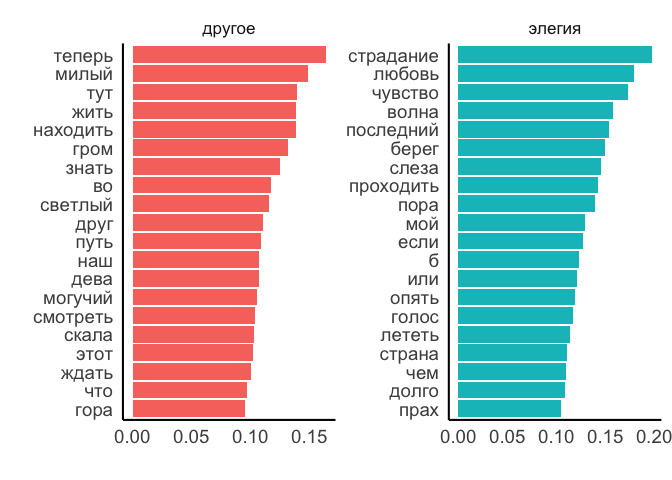 другое
теперь
милый
тут
жить
находить
гром
знать
во
светлый
друг
путь
наш
дева
могучий
смотреть
скала
этот
ждать
что
гора
0.00 0.05 0.10 0.15
элегия
страдание
любовь
чувство
волна
последний
берег
слеза
проходить
пора
мой
если
б
или
опять
голос
лететь
страна
чем
долго
прах
0.00 0.05 0.10 0.15 0.20